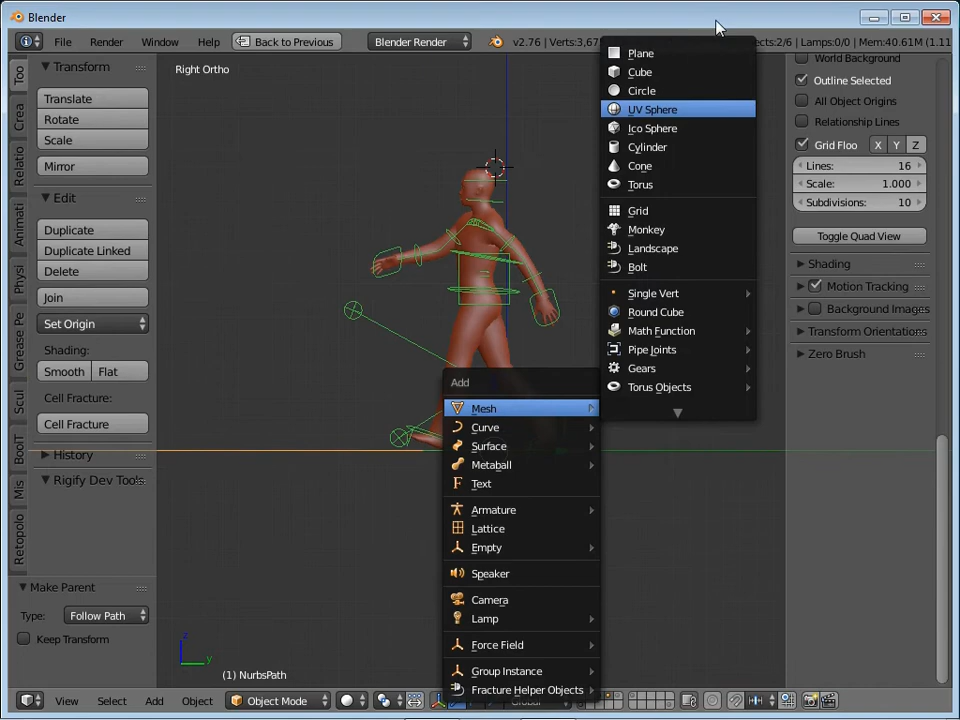 Blender
File Render Window Help Back to Previous Blender Render v2.76 | Verts:3,67 ects:2/6 | Lamps:0/0 | Mem:40.61M (1.11
Right Ortho
Too
Crea
Relatio
Animati
Physi
Grease Pe
Scul
BoolT
Mis
Retopolo
Transform
Translate
Rotate
Scale
Mirror
Edit
Duplicate
Duplicate Linked
Delete
Join
Set Origin
Shading:
Smooth Flat
Cell Fracture:
Cell Fracture
History
Rigify Dev Tools
Make Parent
Type: Follow Path
Keep Transform
Add
Mesh
Curve
Surface
Metaball
Text
Armature
Lattice
Empty
Speaker
Camera
Lamp
Force Field
Group Instance
Fracture Helper Objects
Plane
Cube
Circle
UV Sphere
Ico Sphere
Cylinder
Cone
Torus
Grid
Monkey
Landscape
Bolt
Single Vert
Round Cube
Math Function
Pipe Joints
Gears
Torus Objects
World Background
Outline Selected
All Object Origins
Relationship Lines
Grid Floo X Y Z
Lines: 16
Scale: 1.000
Subdivisions: 10
Toggle Quad View
Shading
Motion Tracking
Background Images
Transform Orientations
Zero Brush
z
y
(1) NurbsPath
View Select Add Object Object Mode Global